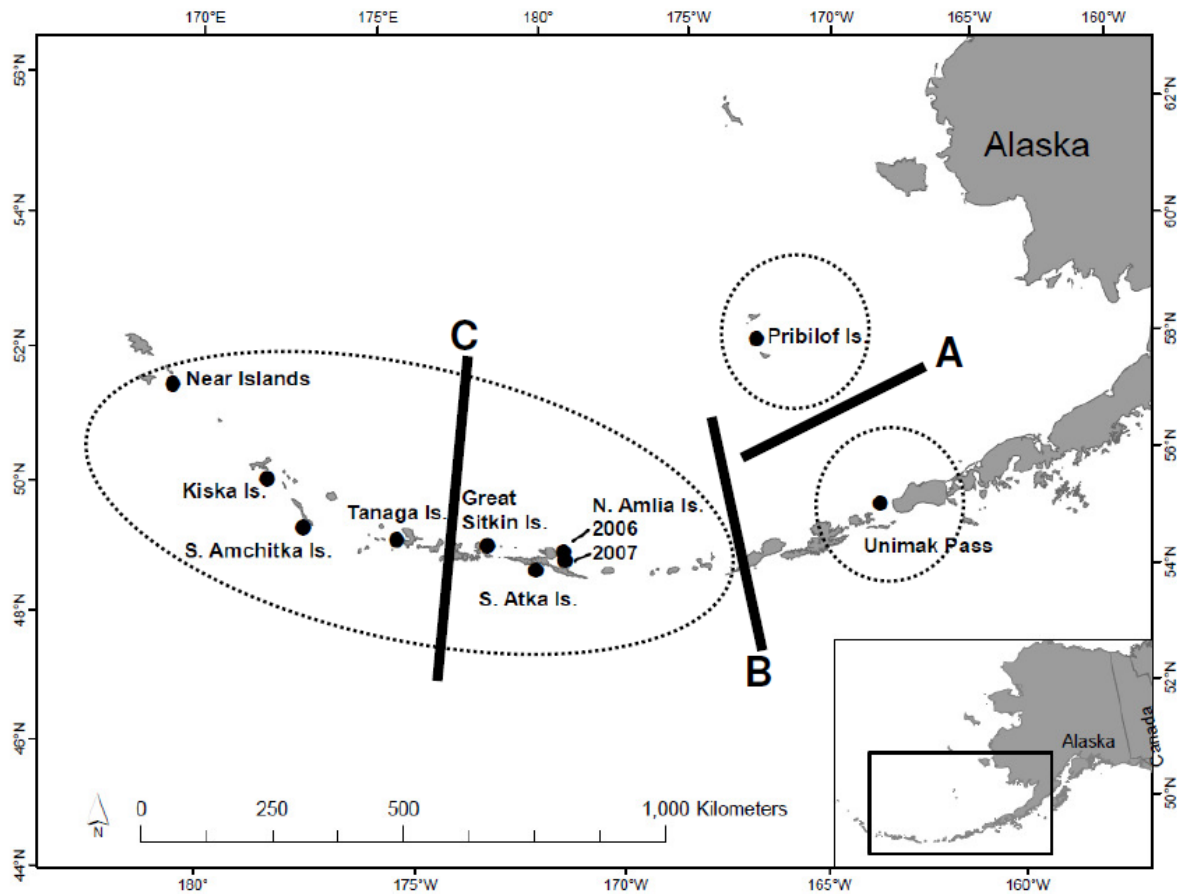 170°E 175°E 180° 175°W 170°W 165°W 160°W
56°N
62°N
Alaska
54°N
60°N
52°N
58°N
C
Pribilof Is.
A
Near Islands
56°N
50°N
Kiska Is.
Great
Sitkin Is.
Tanaga Is.
N. Amlia Is.
2006
2007
S. Amchitka Is.
Unimak Pass
54°N
S. Atka Is.
48°N
B
52°N
46°N
Alaska
Canada
50°N
0 250 500 1,000 Kilometers
N
44°N
180° 175°W 170°W 165°W 160°W